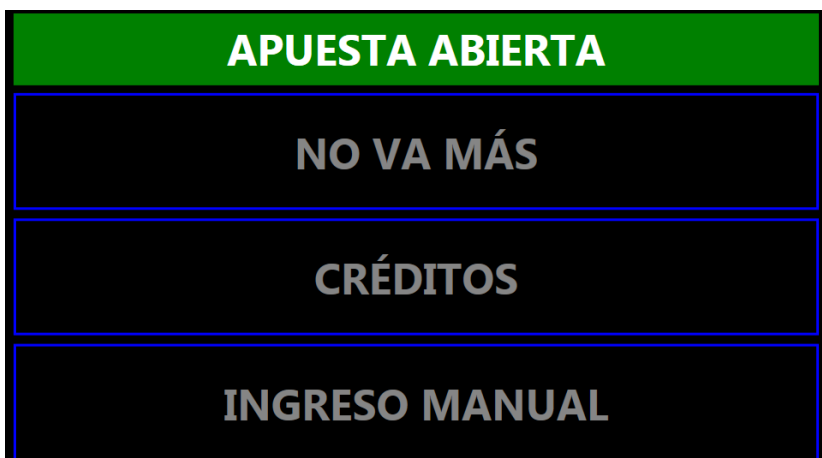 APUESTA ABIERTA
NO VA MÁS
CRÉDITOS
INGRESO MANUAL